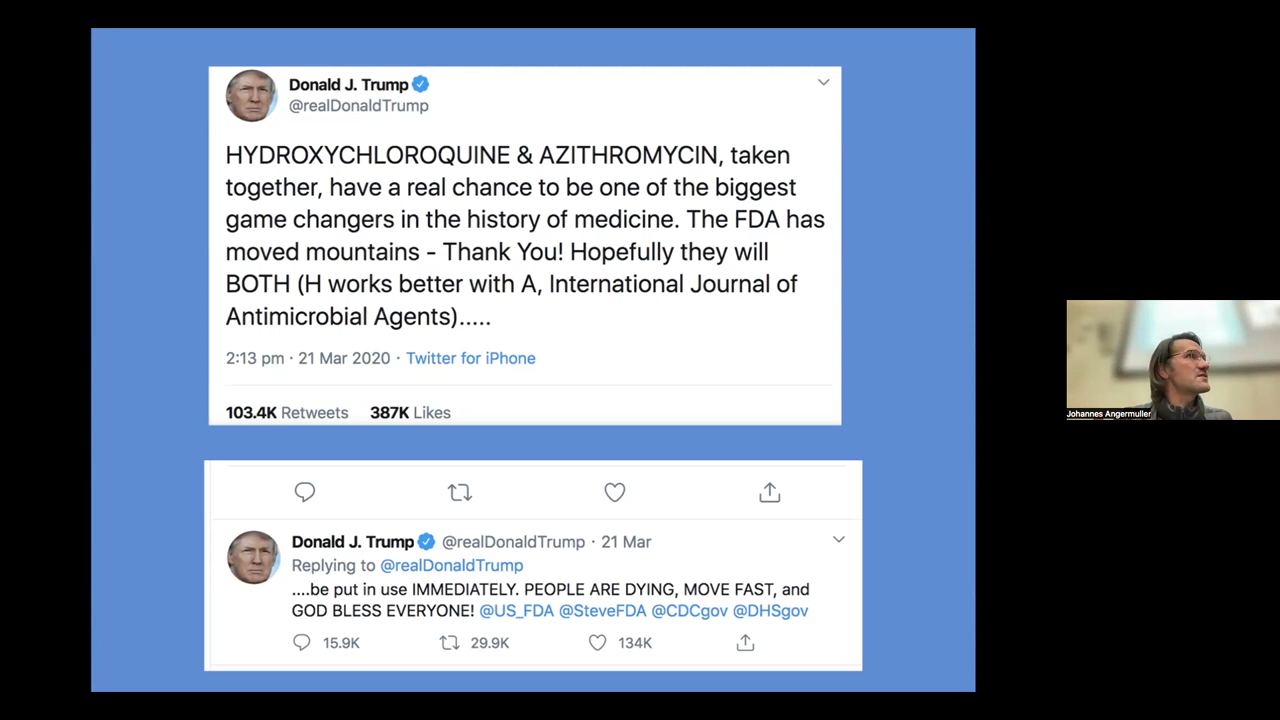 Donald J. Trump
@realDonaldTrump
HYDROXYCHLOROQUINE & AZITHROMYCIN, taken
together, have a real chance to be one of the biggest
game changers in the history of medicine. The FDA has
moved mountains - Thank You! Hopefully they will
BOTH (H works better with A, International Journal of
Antimicrobial Agents).....
2:13 pm · 21 Mar 2020 · Twitter for iPhone
103.4K Retweets 387K Likes
Donald J. Trump @realDonaldTrump · 21 Mar
Replying to @realDonaldTrump
....be put in use IMMEDIATELY. PEOPLE ARE DYING, MOVE FAST, and
GOD BLESS EVERYONE! @US_FDA @SteveFDA @CDCgov @DHSgov
15.9K 29.9K 134K
Johannes Angermuller